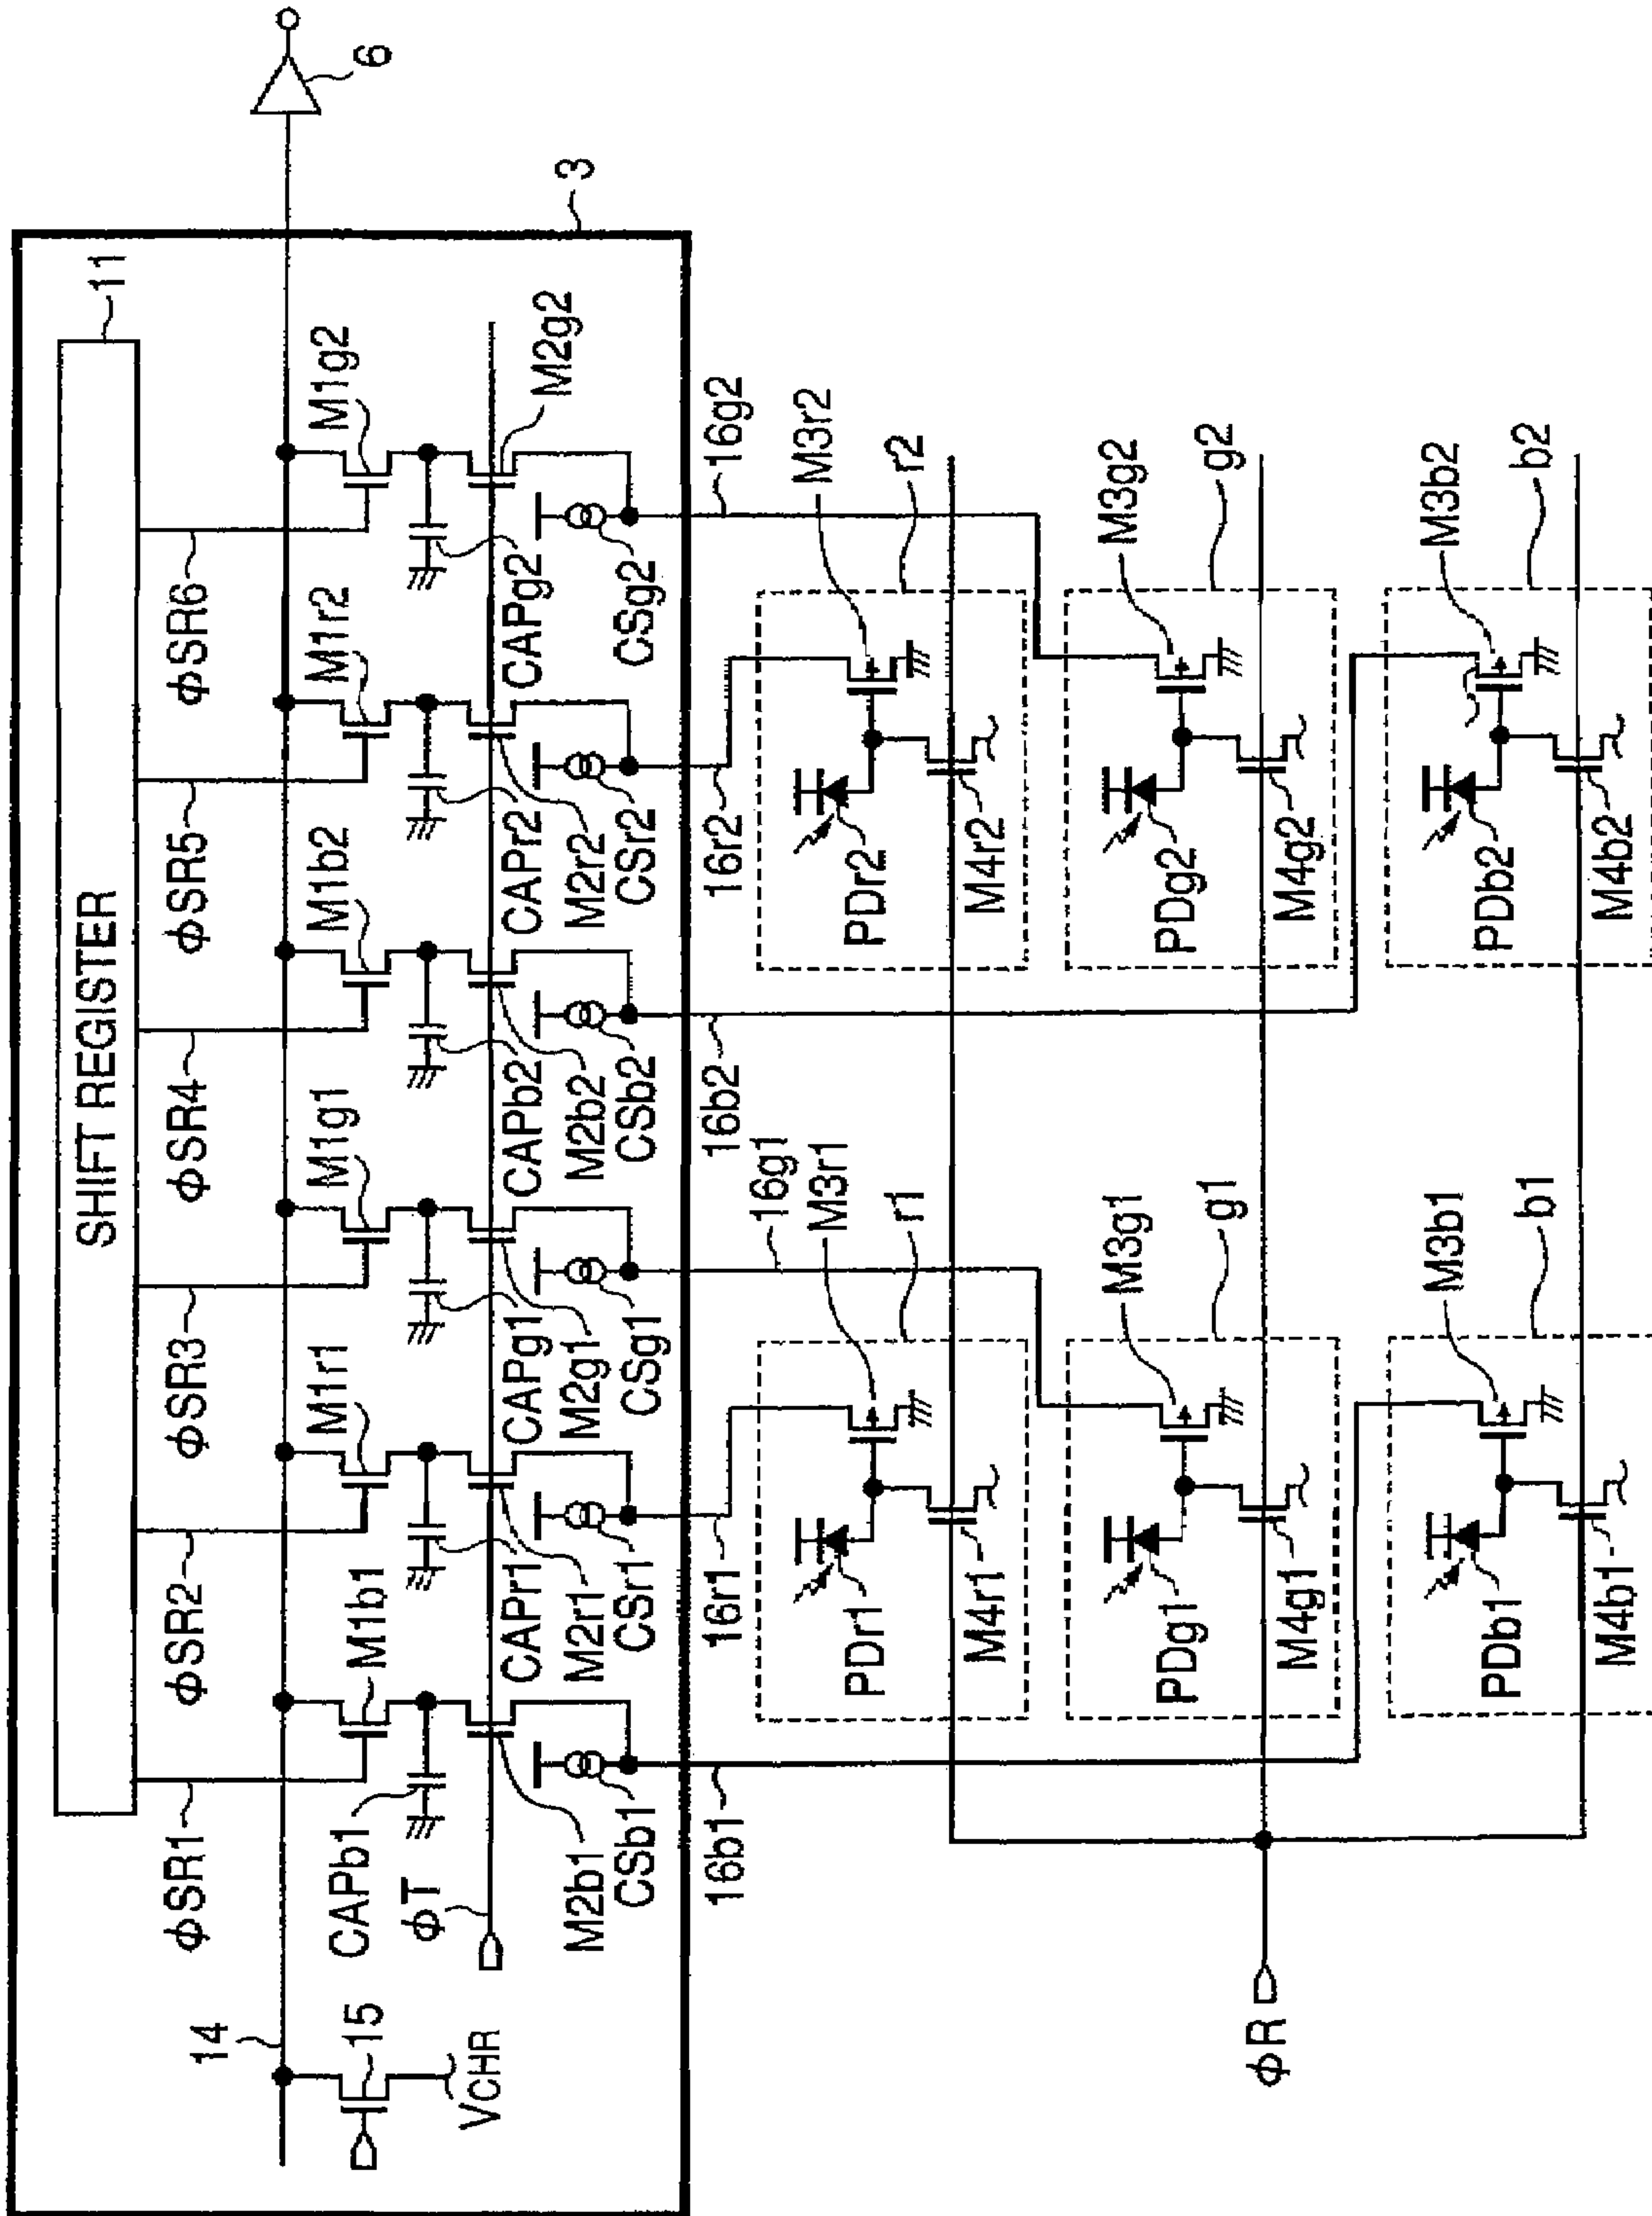 SHIFT REGISTER
11
3
6
14
15
VCHR
φSR1
φSR2
φSR3
φSR4
φSR5
φSR6
M1b1
M1r1
M1g1
M1b2
M1r2
M1g2
CAPb1
CAPr1
CAPg1
CAPb2
CAPr2
CAPg2
φT
M2b1
M2r1
M2g1
M2b2
M2r2
M2g2
CSb1
CSr1
CSg1
CSb2
CSr2
CSg2
16b1
16r1
16g1
16b2
16r2
16g2
M3r1
r1
PDr1
M4r1
M3r2
r2
PDr2
M4r2
M3g1
g1
PDg1
M4g1
M3g2
g2
PDg2
M4g2
φR
M3b1
b1
PDb1
M4b1
M3b2
b2
PDb2
M4b2